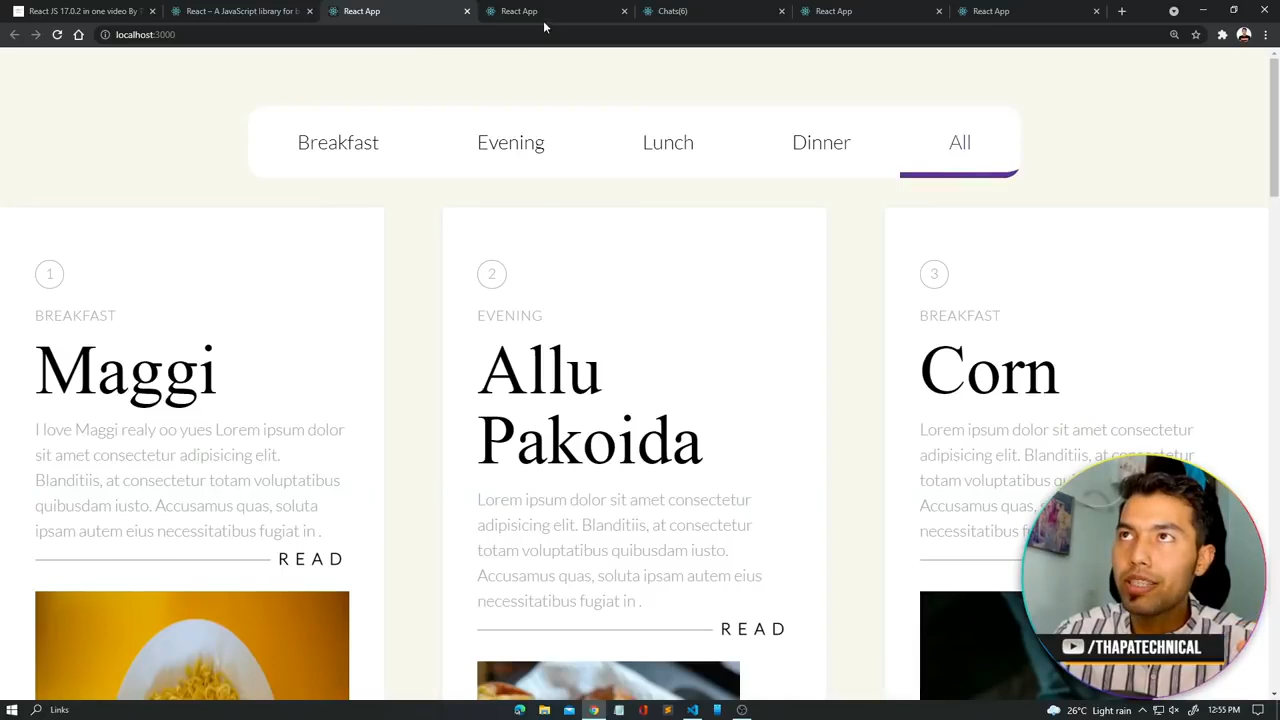 React JS 17.0.2 in one video By T
React – A JavaScript library for b
React App
React App
Chats(6)
React App
React App
localhost:3000
Breakfast
Evening
Lunch
Dinner
All
1
BREAKFAST
Maggi
I love Maggi realy oo yues Lorem ipsum dolor
sit amet consectetur adipisicing elit.
Blanditiis, at consectetur totam voluptatibus
quibusdam iusto. Accusamus quas, soluta
ipsam autem eius necessitatibus fugiat in .
READ
2
EVENING
Allu
Pakoida
Lorem ipsum dolor sit amet consectetur
adipisicing elit. Blanditiis, at consectetur
totam voluptatibus quibusdam iusto.
Accusamus quas, soluta ipsam autem eius
necessitatibus fugiat in .
READ
3
BREAKFAST
Corn
Lorem ipsum dolor sit amet consectetur
adipisicing elit. Blanditiis, at consectetur
totam voluptatibus qu
Accusamus quas, s
necessitatibus fu
/THAPATECHNICAL
Links
26°C Light rain
12:55 PM